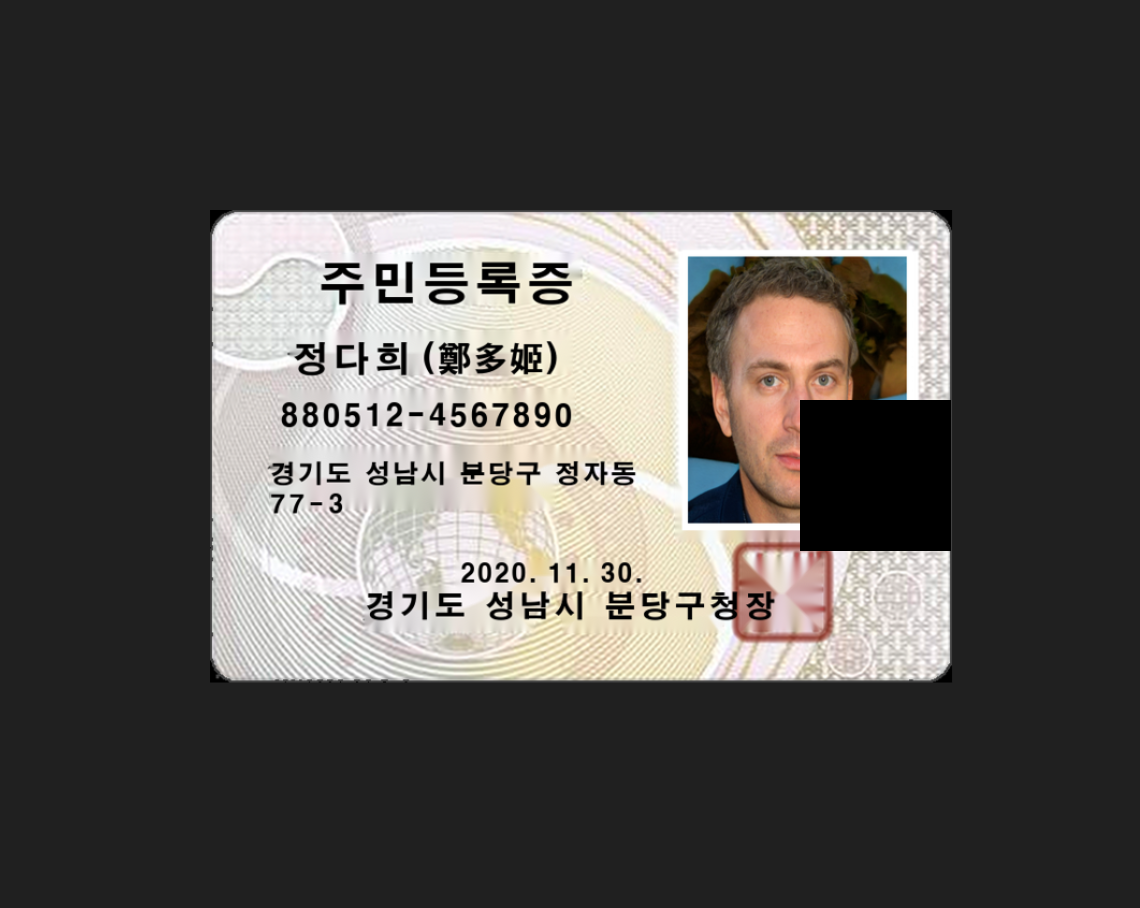 주민등록증
정다희(鄭多姬)
880512-4567890
경기도 성남시 분당구 정자동
77-3
2020. 11. 30.
경기도 성남시 분당구청장